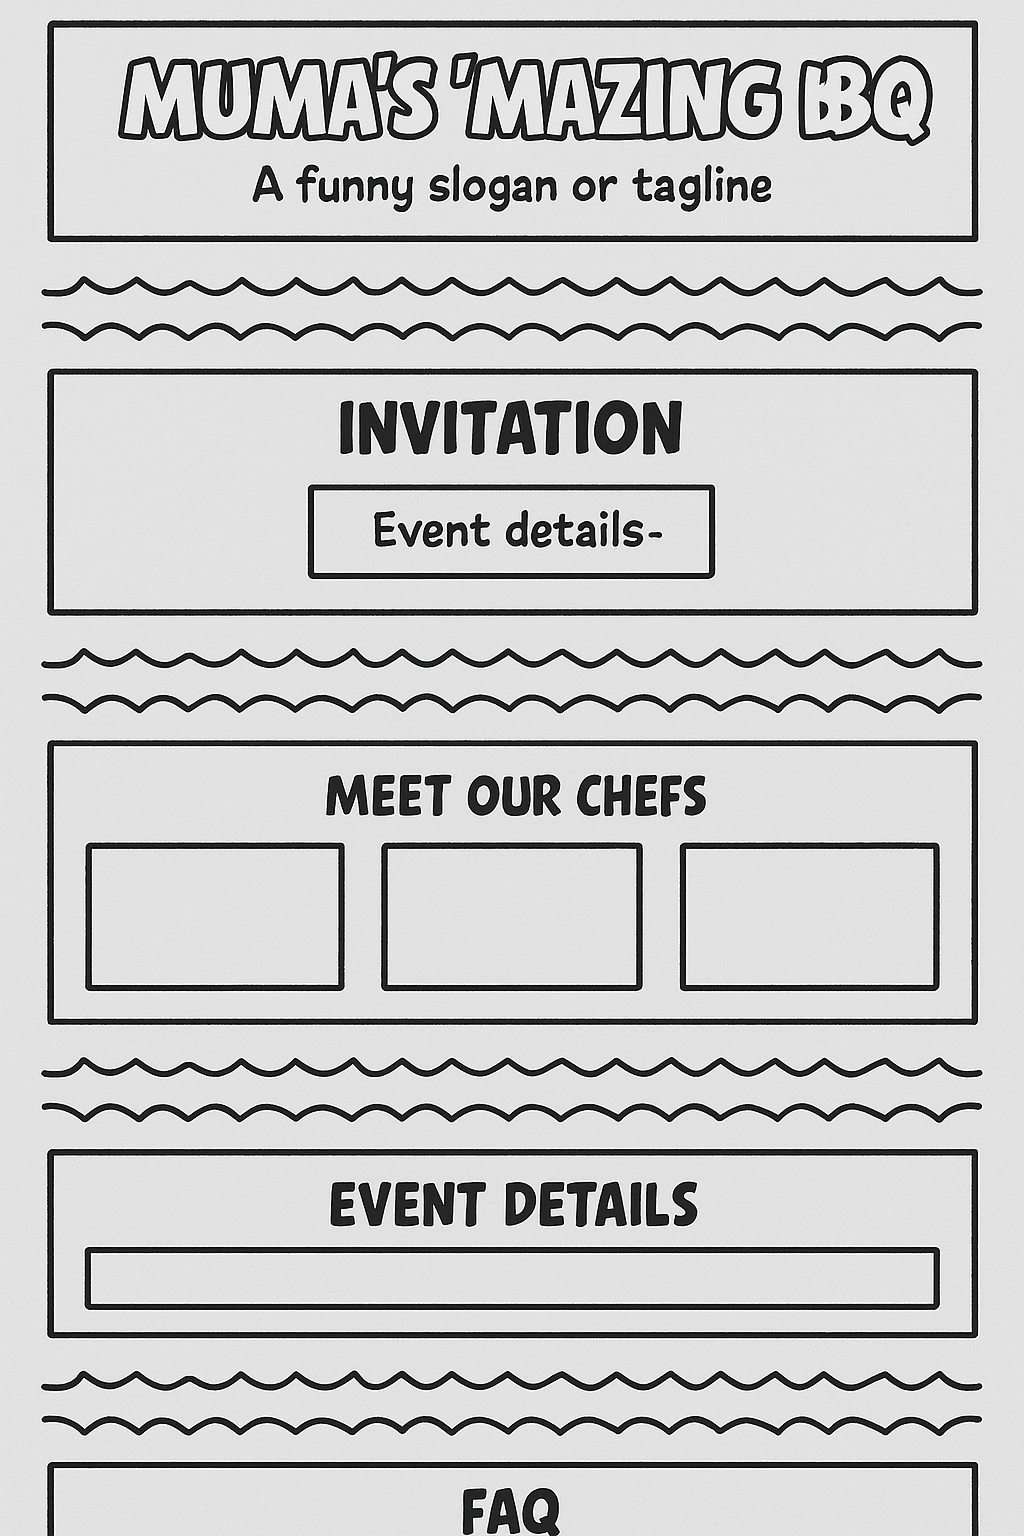 MUMA'S 'MAZING BBQ
A funny slogan or tagline
INVITATION
Event details-
MEET OUR CHEFS
EVENT DETAILS
FAQ